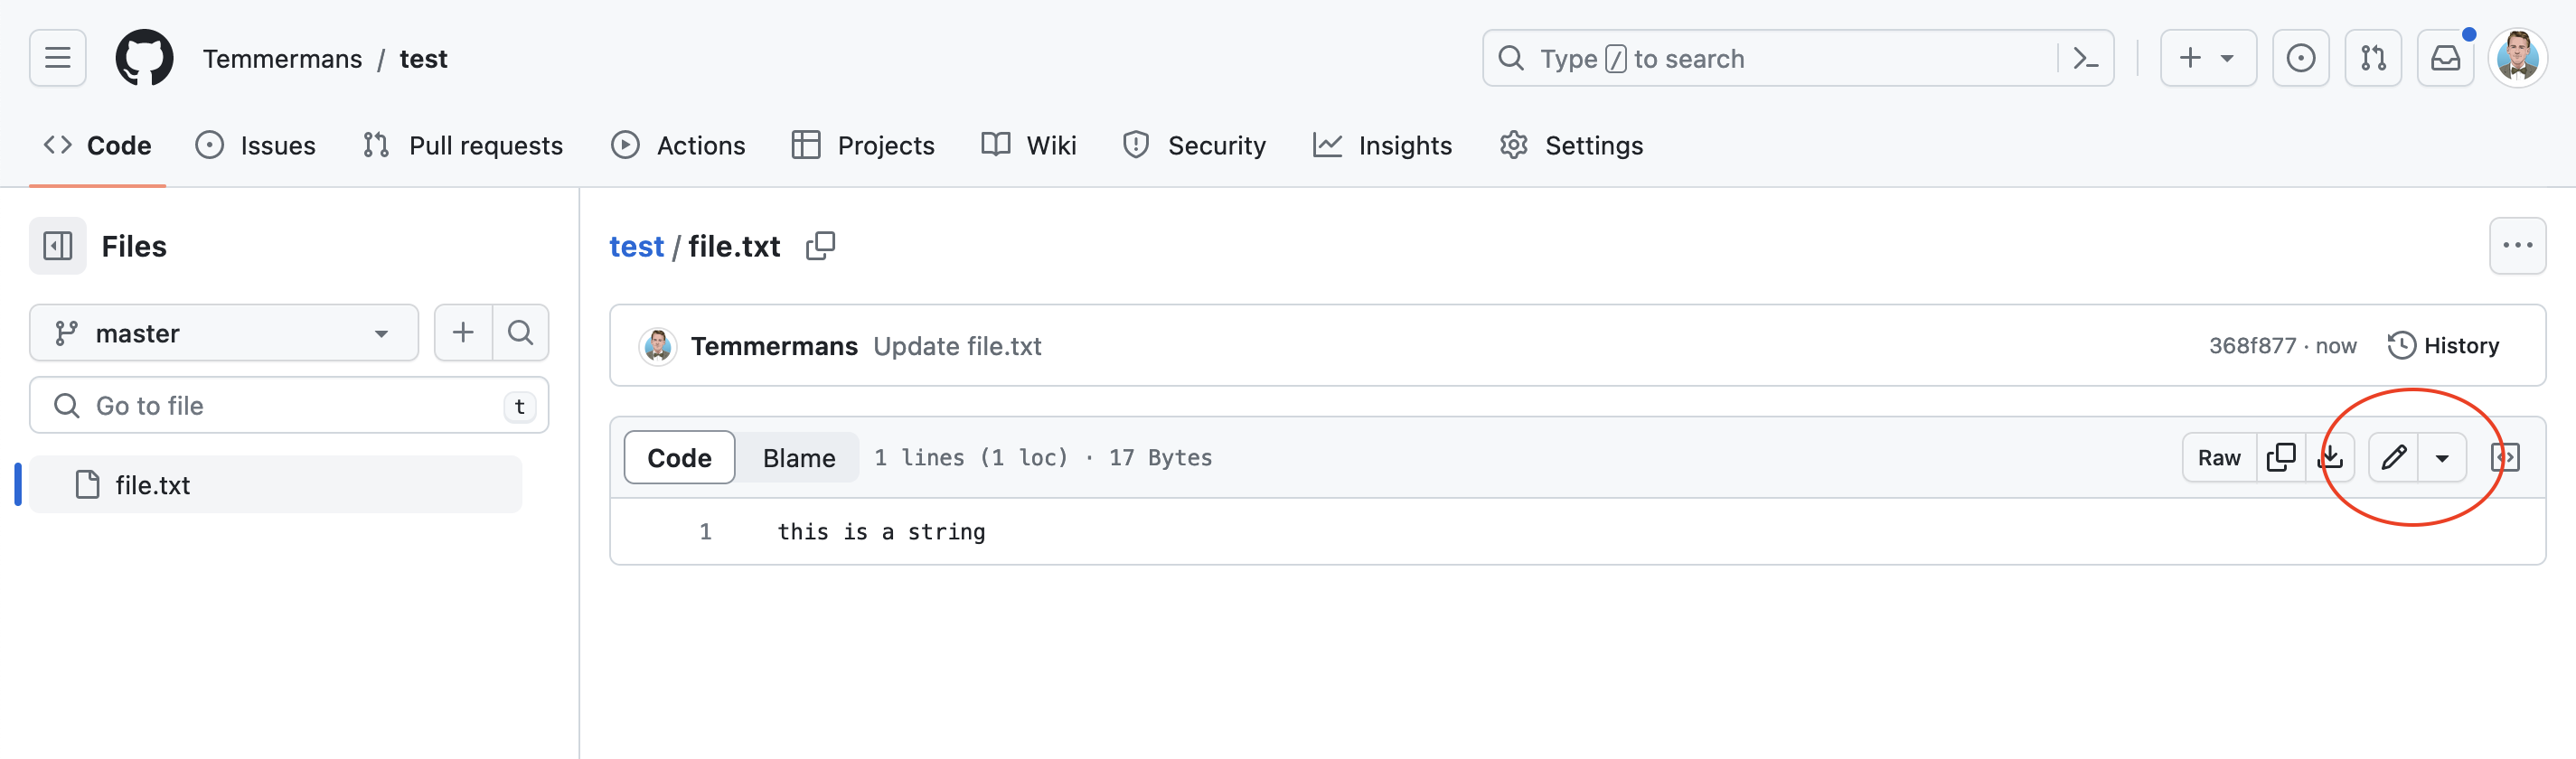 Temmermans / test
Type / to search
Code Issues Pull requests Actions Projects Wiki Security Insights Settings
Files
master
Go to file t
file.txt
test / file.txt
Temmermans Update file.txt 368f877 · now History
Code Blame 1 lines (1 loc) · 17 Bytes Raw
1 this is a string